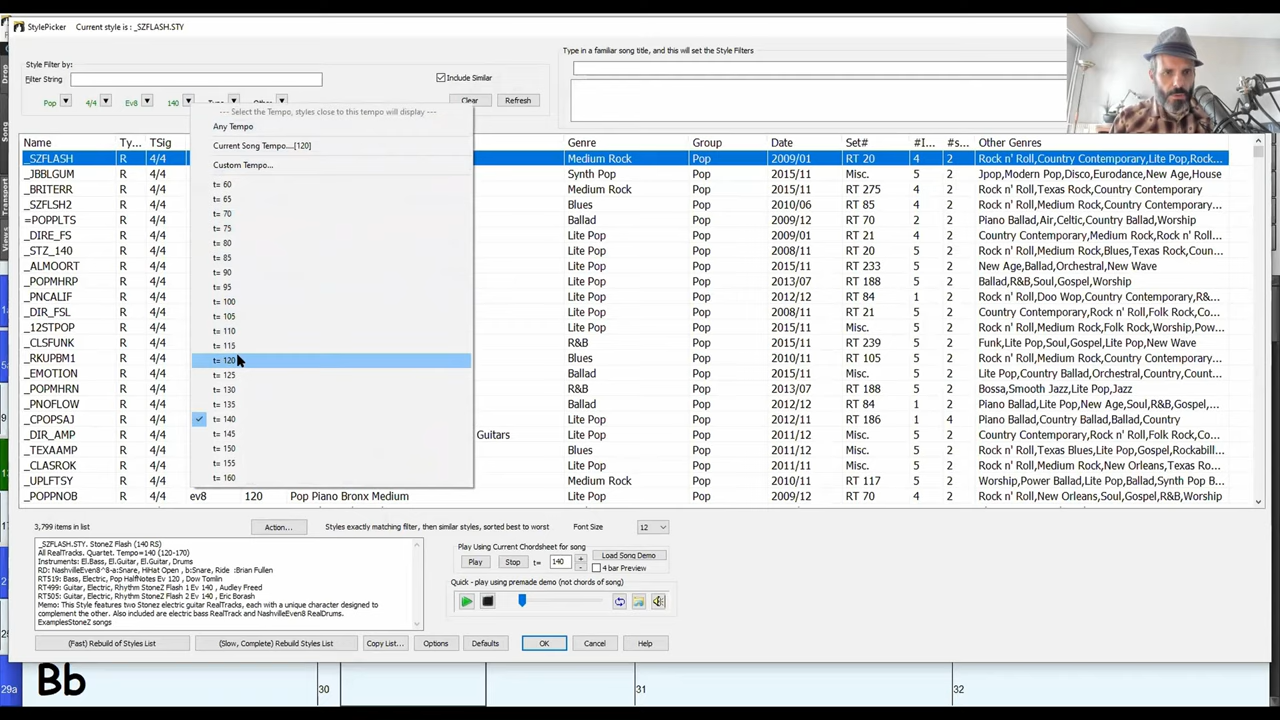 StylePicker Current style is : _SZFLASH.STY
Style Filter by:
Filter String
Include Similar
Pop 4/4 Ev8 140 Type Other Clear Refresh
Type in a familiar song title, and this will set the Style Filters
--- Select the Tempo, styles close to this tempo will display ---
Any Tempo
Current Song Tempo....[120]
Custom Tempo...
t= 60
t= 65
t= 70
t= 75
t= 80
t= 85
t= 90
t= 95
t= 100
t= 105
t= 110
t= 115
t= 120
t= 125
t= 130
t= 135
t= 140
t= 145
t= 150
t= 155
t= 160
Name Ty... TSig Genre Group Date Set# #I... #s... Other Genres
_SZFLASH R 4/4 Medium Rock Pop 2009/01 RT 20 4 2 Rock n' Roll,Country Contemporary,Lite Pop,Rock...
_JBBLGUM R 4/4 Synth Pop Pop 2015/11 Misc. 5 2 Jpop,Modern Pop,Disco,Eurodance,New Age,House
_BRITERR R 4/4 Medium Rock Pop 2015/11 RT 275 4 2 Rock n' Roll,Texas Rock,Country Contemporary
_SZFLSH2 R 4/4 Blues Pop 2010/06 RT 85 4 2 Rock n' Roll,Medium Rock,Country Contemporary...
=POPPLTS R 4/4 Ballad Pop 2009/12 RT 70 2 2 Piano Ballad,Air,Celtic,Country Ballad,Worship
_DIRE_FS R 4/4 Lite Pop Pop 2009/01 RT 21 4 2 Country Contemporary,Medium Rock,Rock n' Roll...
_STZ_140 R 4/4 Lite Pop Pop 2008/11 RT 20 5 2 Rock n' Roll,Medium Rock,Blues,Texas Rock,Coun...
_ALMOORT R 4/4 Lite Pop Pop 2015/11 RT 233 5 2 New Age,Ballad,Orchestral,New Wave
_POPMHRP R 4/4 Lite Pop Pop 2013/07 RT 188 5 2 Ballad,R&B,Soul,Gospel,Worship
_PNCALIF R 4/4 Lite Pop Pop 2012/12 RT 84 1 2 Rock n' Roll,Doo Wop,Country Contemporary,R&...
_DIR_FSL R 4/4 Lite Pop Pop 2008/11 RT 21 5 2 Country Contemporary,Rock n' Roll,Folk Rock,Co...
_12STPOP R 4/4 Lite Pop Pop 2015/11 Misc. 5 2 Rock n' Roll,Medium Rock,Folk Rock,Worship,Pow...
_CLSFUNK R 4/4 R&B Pop 2015/11 RT 239 5 2 Funk,Lite Pop,Soul,Gospel,Lite Pop,New Wave
_RKUPBM1 R 4/4 Blues Pop 2010/12 RT 105 4 2 Rock n' Roll,Medium Rock,Country Contemporary...
_EMOTION R 4/4 Ballad Pop 2012/11 Misc. 5 2 Lite Pop,Country Ballad,Orchestral,Country,Coun...
_POPMHRN R 4/4 R&B Pop 2013/07 RT 188 5 2 Bossa,Smooth Jazz,Lite Pop,Jazz
_PNOFLOW R 4/4 Ballad Pop 2012/12 RT 84 1 2 Piano Ballad,Lite Pop,New Age,Soul,R&B,Gospel,...
_CPOPSAJ R 4/4 Lite Pop Pop 2012/11 RT 186 1 4 Piano Ballad,Country Ballad,Ballad,Country
_DIR_AMP R 4/4 Guitars Lite Pop Pop 2011/12 Misc. 5 2 Country Contemporary,Rock n' Roll,Folk Rock,Co...
_TEXAAMP R 4/4 Lite Pop Pop 2011/12 Misc. 5 2 Rock n' Roll,Texas Blues,Lite Pop,Gospel,Rockabill...
_CLASROK R 4/4 Lite Pop Pop 2015/11 Misc. 5 2 Rock n' Roll,Medium Rock,New Orleans,Texas Ro...
_UPLFTSY R 4/4 Medium Rock Pop 2010/11 RT 117 5 2 Worship,Power Ballad,Lite Pop,Orchestral,Synth P...
_POPPNOB R 4/4 ev8 120 Pop Piano Bronx Medium Lite Pop Pop 2009/12 RT 70 4 2 Rock n' Roll,New Orleans,Soul,Gospel,Worship
3,799 items in list Action... Styles exactly matching filter, then similar styles, sorted best to worst Font Size 12
_SZFLASH.STY. StoneZ Flash (140 RS)
All RealTracks. Quartet. Tempo=140 (120-170)
Instruments: El.Bass, El.Guitar, El.Guitar, Drums
RD: NashvilleEven8^8-a:Snare, HiHat Open , b:Snare, Ride :Brian Fullen
RT519: Bass, Electric, Pop HalfNotes Ev 120 , Dow Tomlin
RT499: Guitar, Electric, Rhythm StoneZ Flash 1 Ev 140 , Audley Freed
RT505: Guitar, Electric, Rhythm StoneZ Flash 2 Ev 140 , Eric Borash
Memo: This Style features two Stonez electric guitar RealTracks, each with a unique character designed to
complement the other. Also included are electric bass RealTrack and NashvilleEven8 RealDrums.
ExamplesStoneZ songs
Play Using Current Chordsheet for song
Play Stop t= 140 Load Song Demo
4 bar Preview
Quick - play using premade demo (not chords of song)
(Fast) Rebuild of Styles List (Slow, Complete) Rebuild Styles List Copy List... Options Defaults OK Cancel Help
29a Bb 30 31 32